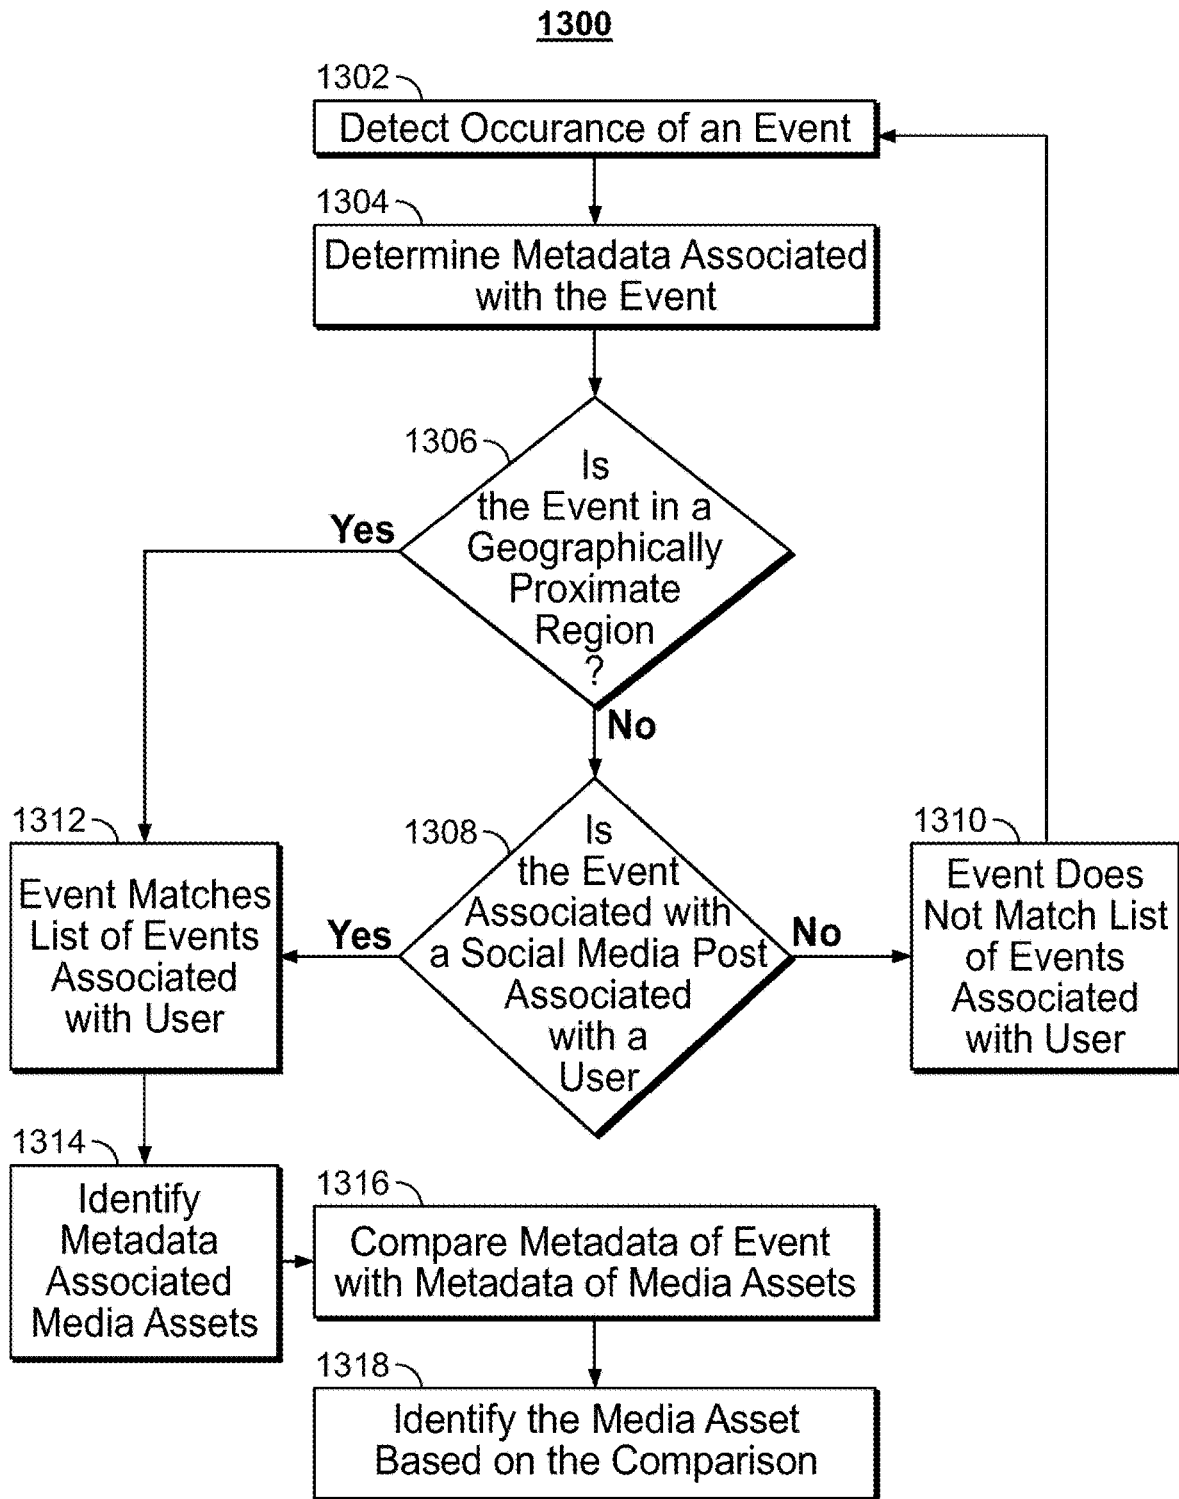 1300
1302
Detect Occurance of an Event
1304
Determine Metadata Associated
with the Event
1306
Is
the Event in a
Geographically
Proximate
Region
?
Yes
No
1308
Is
the Event
Associated with
a Social Media Post
Associated
with a
User
Yes
No
1310
Event Does
Not Match List
of Events
Associated
with User
1312
Event Matches
List of Events
Associated
with User
1314
Identify
Metadata
Associated
Media Assets
1316
Compare Metadata of Event
with Metadata of Media Assets
1318
Identify the Media Asset
Based on the Comparison